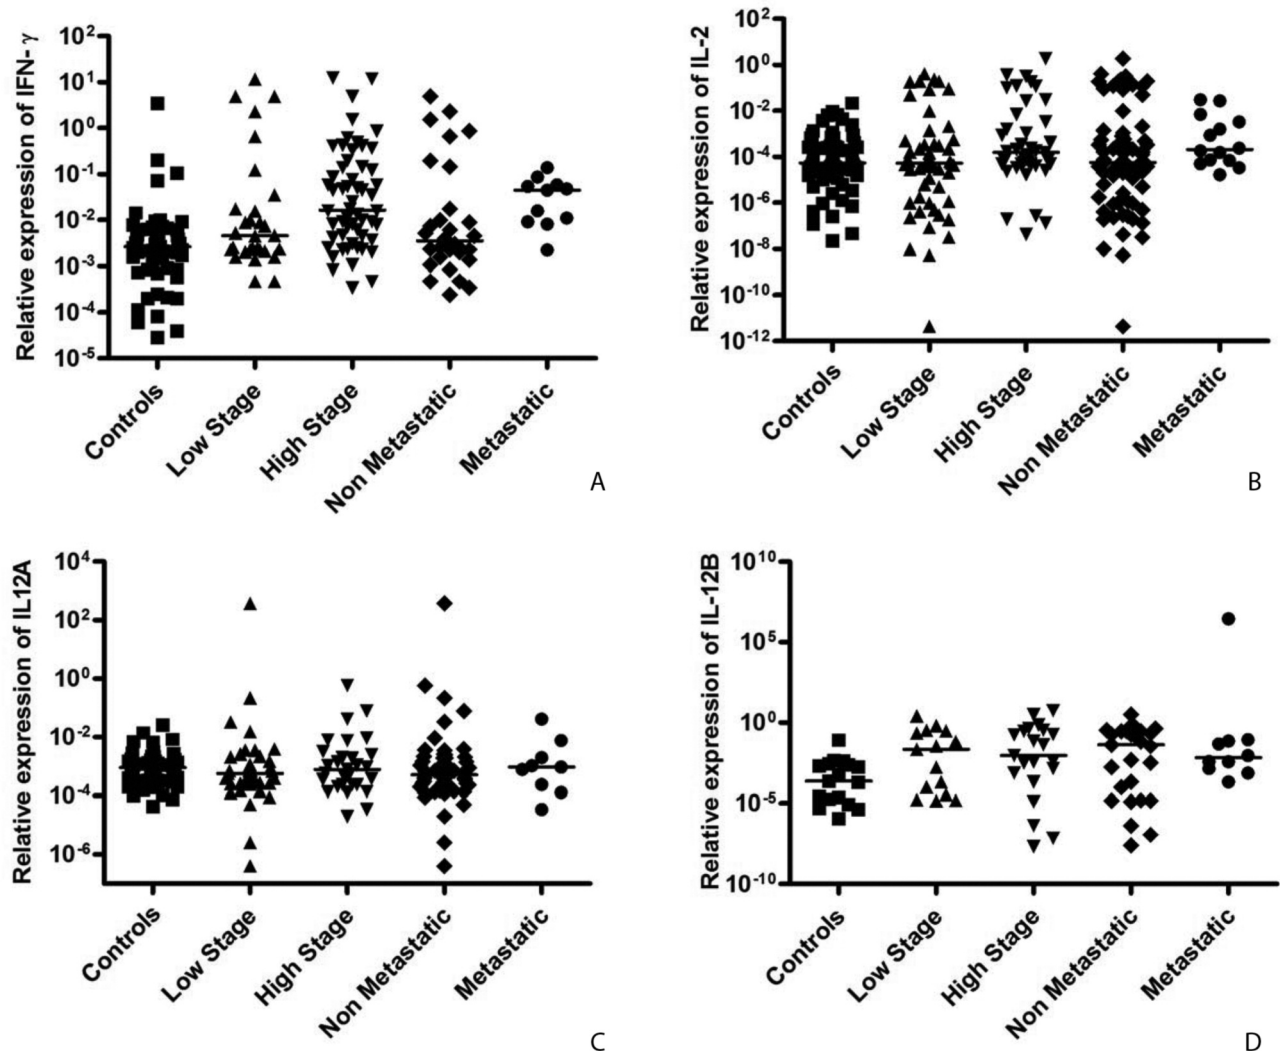 Relative expression of IFN- γ
10²
10¹
10⁰
10⁻¹
10⁻²
10⁻³
10⁻⁴
10⁻⁵
Controls
Low Stage
High Stage
Non Metastatic
Metastatic
A
Relative expression of IL-2
10²
10⁰
10⁻²
10⁻⁴
10⁻⁶
10⁻⁸
10⁻¹⁰
10⁻¹²
Controls
Low Stage
High Stage
Non Metastatic
Metastatic
B
Relative expression of IL12A
10⁴
10²
10⁰
10⁻²
10⁻⁴
10⁻⁶
Controls
Low Stage
High Stage
Non Metastatic
Metastatic
C
Relative expression of IL-12B
10¹⁰
10⁵
10⁰
10⁻⁵
10⁻¹⁰
Controls
Low Stage
High Stage
Non Metastatic
Metastatic
D